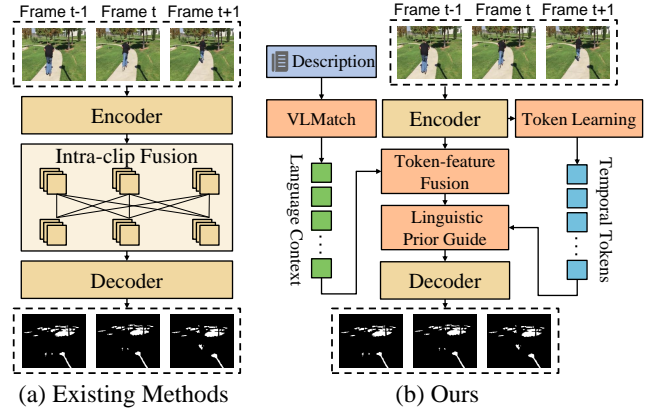 Frame t-1 Frame t Frame t+1
Encoder
Intra-clip Fusion
Decoder
(a) Existing Methods
Frame t-1 Frame t Frame t+1
Description
VLMatch
Encoder
Token Learning
Language Context
Token-feature
Fusion
Linguistic
Prior Guide
Temporal Tokens
Decoder
(b) Ours